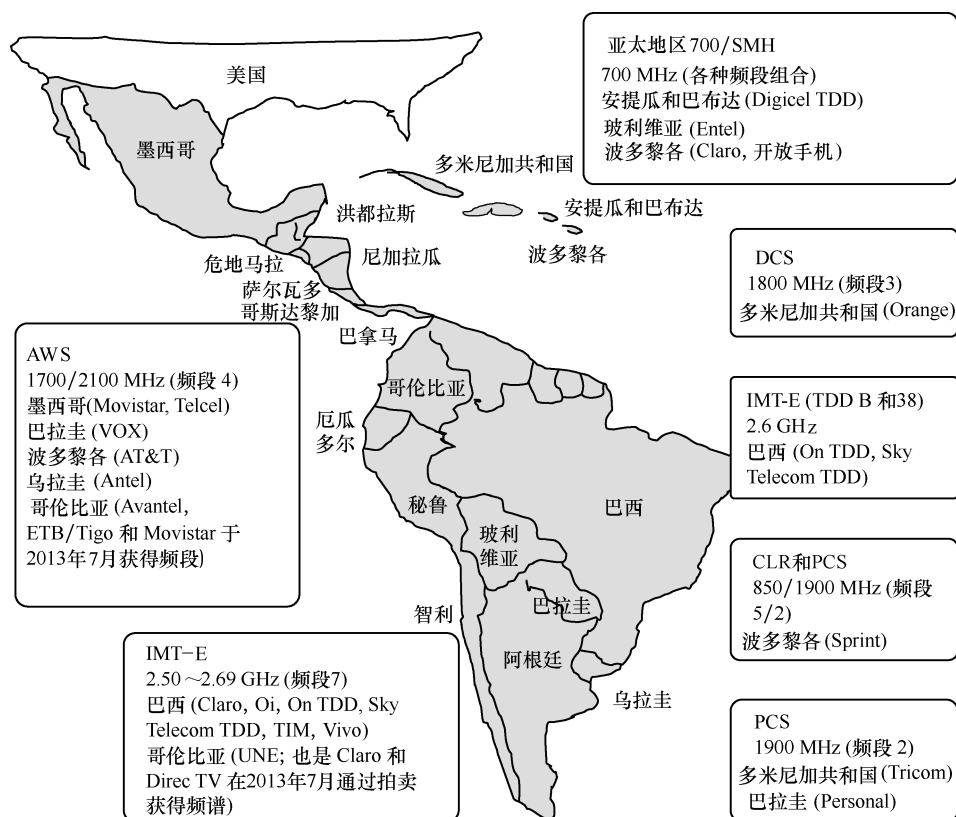 亚太地区700/SMH
700 MHz (各种频段组合)
安提瓜和巴布达 (Digicel TDD)
玻利维亚 (Entel)
波多黎各 (Claro, 开放手机)
美国
墨西哥
多米尼加共和国
洪都拉斯
安提瓜和巴布达
危地马拉
尼加拉瓜
波多黎各
萨尔瓦多
哥斯达黎加
巴拿马
DCS
1800 MHz (频段3)
多米尼加共和国 (Orange)
AWS
1700/2100 MHz (频段 4)
墨西哥(Movistar, Telcel)
巴拉圭 (VOX)
波多黎各 (AT&T)
乌拉圭 (Antel)
哥伦比亚 (Avantel,
ETB/Tigo 和 Movistar 于
2013年7月获得频段)
哥伦比亚
厄瓜
多尔
秘鲁
玻利
维亚
巴西
IMT-E (TDD B 和38)
2.6 GHz
巴西 (On TDD, Sky
Telecom TDD)
智利
巴拉圭
阿根廷
乌拉圭
CLR和PCS
850/1900 MHz (频段
5/2)
波多黎各 (Sprint)
IMT-E
2.50～2.69 GHz (频段7)
巴西 (Claro, Oi, On TDD, Sky
Telecom TDD, TIM, Vivo)
哥伦比亚 (UNE; 也是 Claro 和
Direc TV 在2013年7月通过拍卖
获得频谱)
PCS
1900 MHz (频段 2)
多米尼加共和国 (Tricom)
巴拉圭 (Personal)